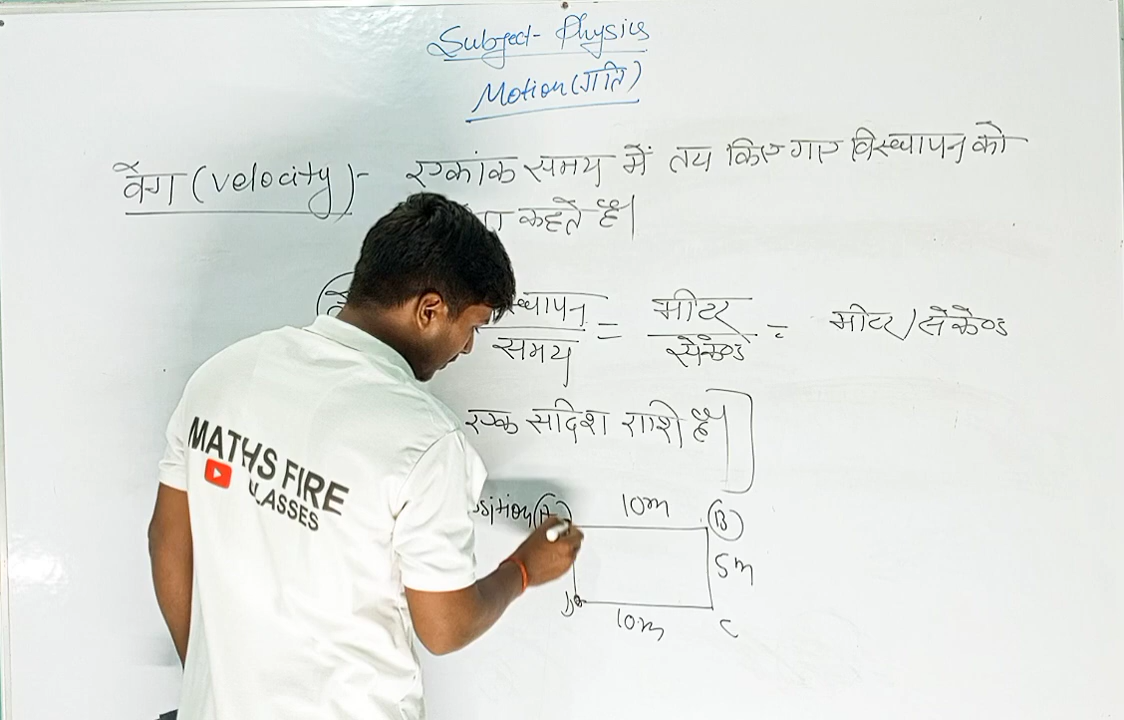 Subject- Physics
Motion (गति)
वेग (velocity)- एकांक समय में तय किए गए विस्थापन को
कहते है।
समय = मीटर / सेकेण्ड = मीटर/सेकेण्ड
एक सदिश राशि है।
10m B
5m
D 10m C
MATHS FIRE
CLASSES